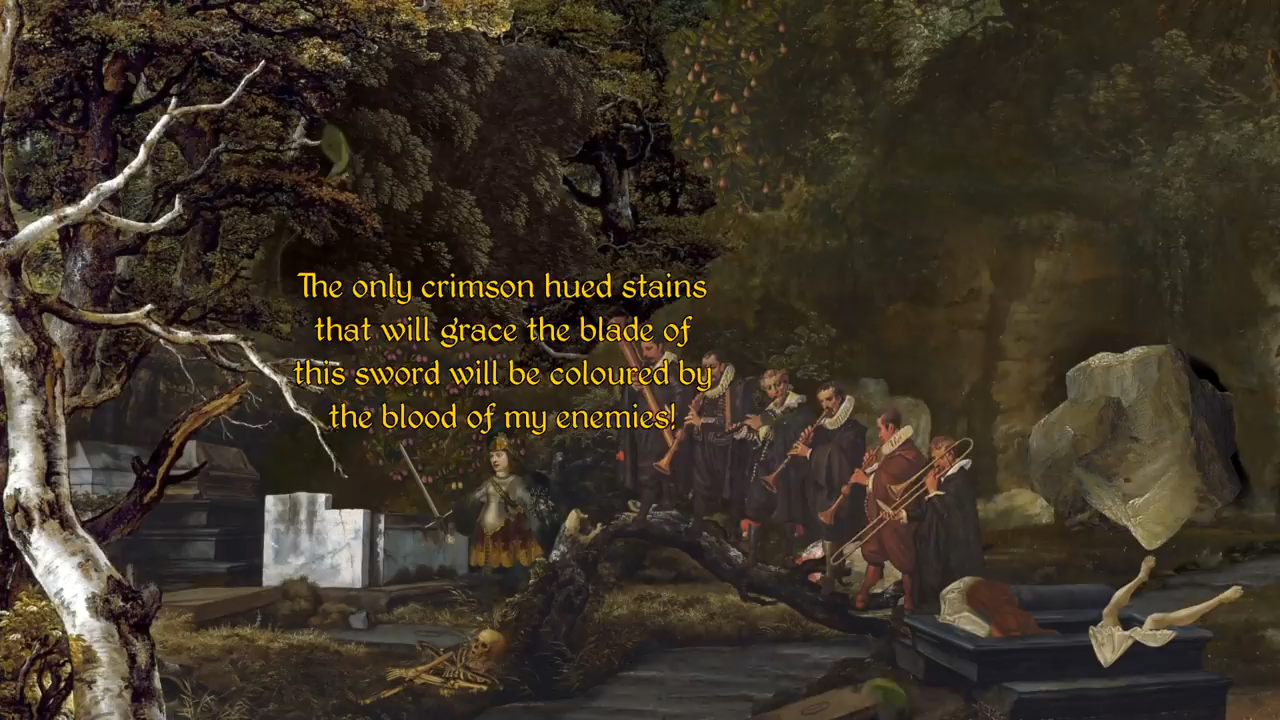 The only crimson hued stains
that will grace the blade of
this sword will be coloured by
the blood of my enemies!